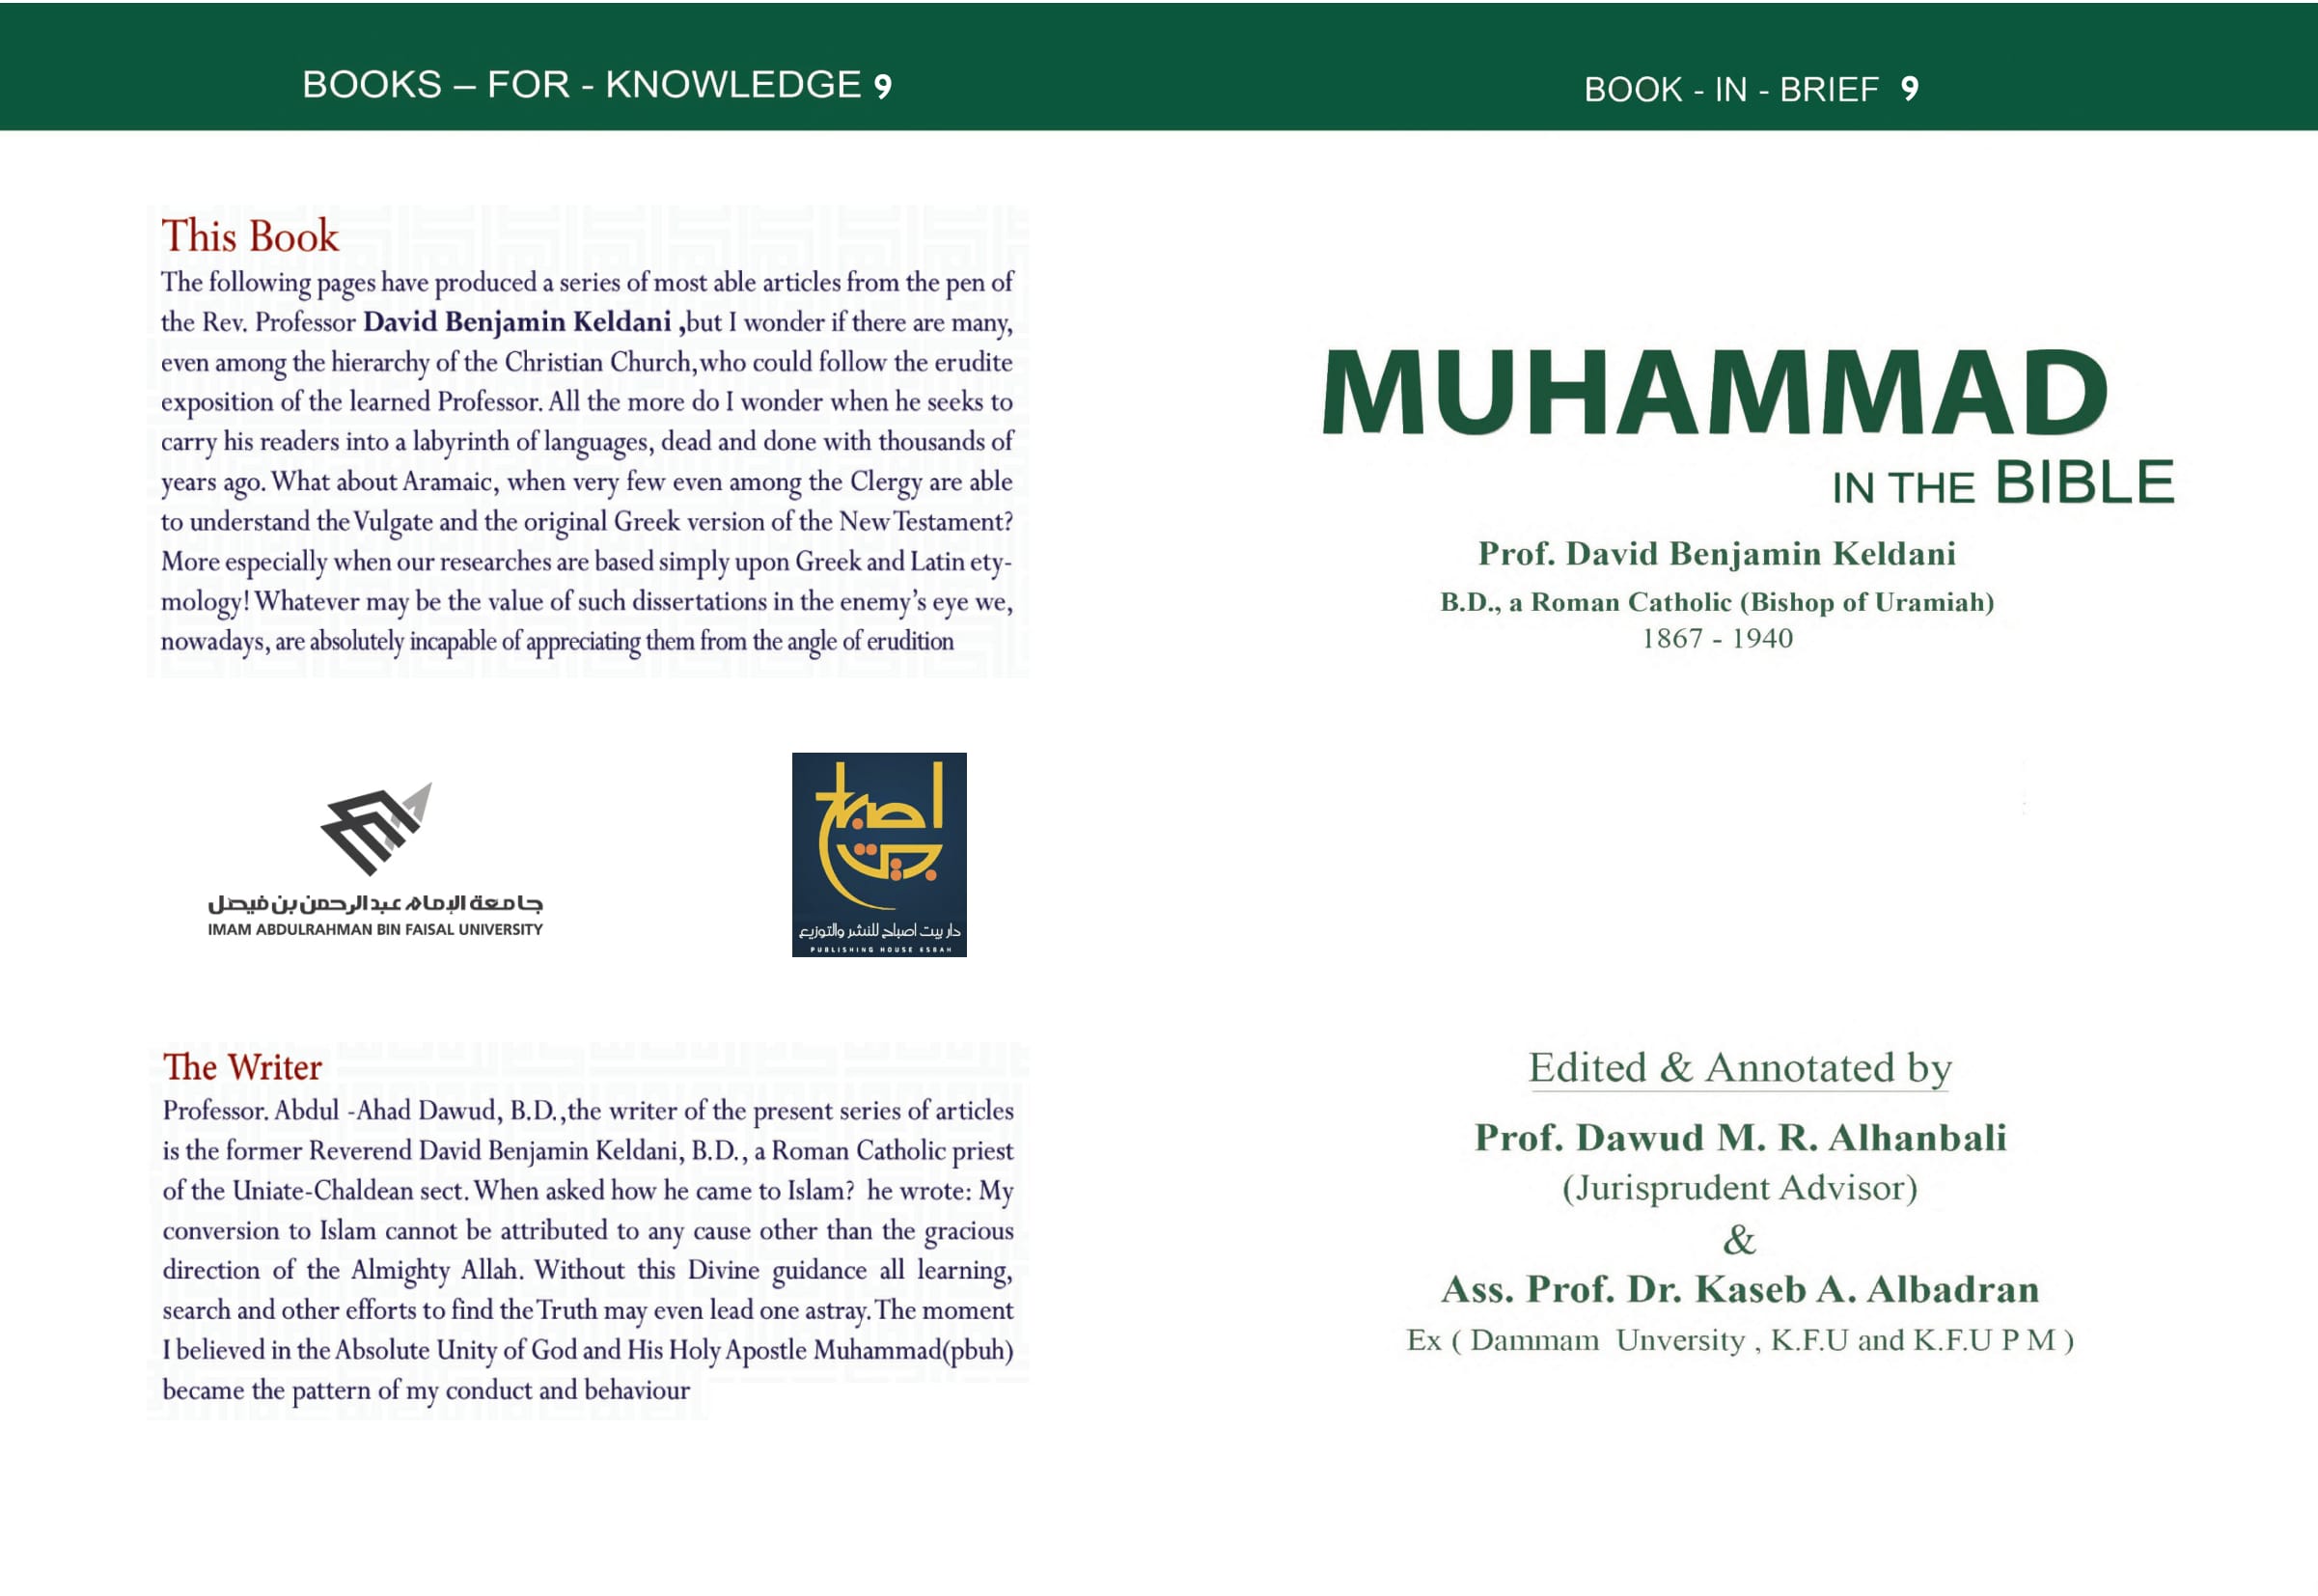 BOOKS – FOR - KNOWLEDGE 9
This Book
The following pages have produced a series of most able articles from the pen of
the Rev. Professor David Benjamin Keldani ,but I wonder if there are many,
even among the hierarchy of the Christian Church,who could follow the erudite
exposition of the learned Professor. All the more do I wonder when he seeks to
carry his readers into a labyrinth of languages, dead and done with thousands of
years ago. What about Aramaic, when very few even among the Clergy are able
to understand the Vulgate and the original Greek version of the New Testament?
More especially when our researches are based simply upon Greek and Latin ety-
mology! Whatever may be the value of such dissertations in the enemy's eye we,
nowadays, are absolutely incapable of appreciating them from the angle of erudition
جامعة الإمام عبد الرحمن بن فيصل
IMAM ABDULRAHMAN BIN FAISAL UNIVERSITY
اصباح
بيت
دار بيت اصباح للنشر والتوزيع
PUBLISHING HOUSE ESBAH
The Writer
Professor. Abdul -Ahad Dawud, B.D.,the writer of the present series of articles
is the former Reverend David Benjamin Keldani, B.D., a Roman Catholic priest
of the Uniate-Chaldean sect. When asked how he came to Islam? he wrote: My
conversion to Islam cannot be attributed to any cause other than the gracious
direction of the Almighty Allah. Without this Divine guidance all learning,
search and other efforts to find the Truth may even lead one astray. The moment
I believed in the Absolute Unity of God and His Holy Apostle Muhammad(pbuh)
became the pattern of my conduct and behaviour
BOOK - IN - BRIEF 9
MUHAMMAD
IN THE BIBLE
Prof. David Benjamin Keldani
B.D., a Roman Catholic (Bishop of Uramiah)
1867 - 1940
Edited & Annotated by
Prof. Dawud M. R. Alhanbali
(Jurisprudent Advisor)
&
Ass. Prof. Dr. Kaseb A. Albadran
Ex ( Dammam Unversity , K.F.U and K.F.U P M )